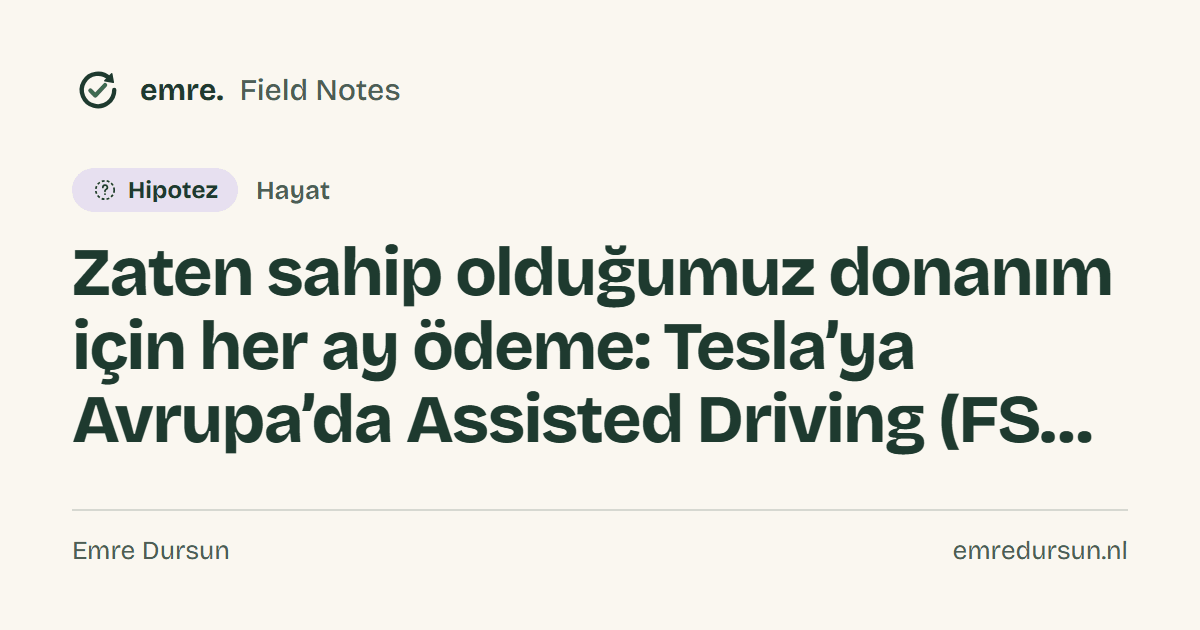 emre. Field Notes
Hipotez Hayat
Zaten sahip olduğumuz donanım
için her ay ödeme: Tesla’ya
Avrupa’da Assisted Driving (FS...
Emre Dursun
emredursun.nl